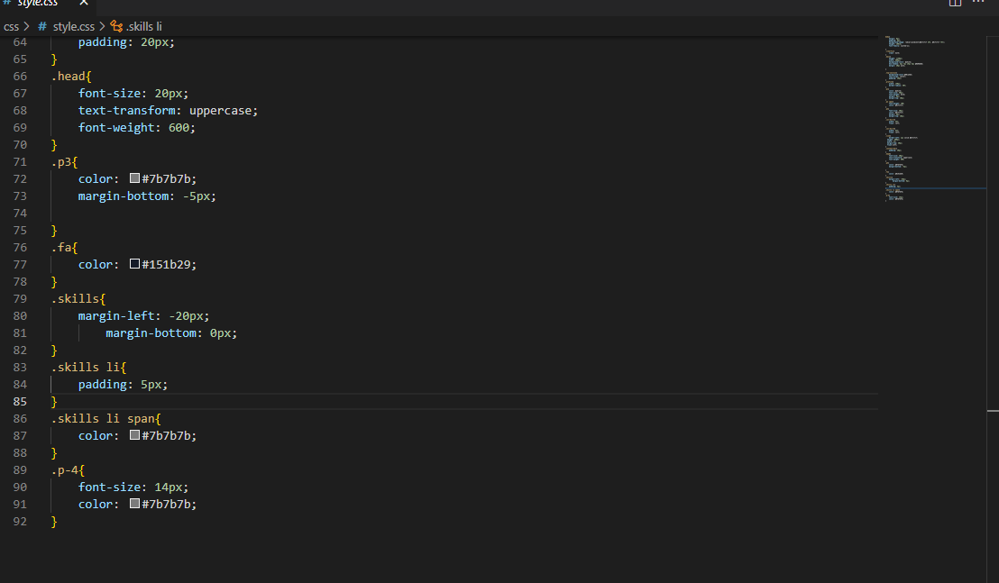 # style.css ×
css > # style.css > .skills li
64 padding: 20px;
65 }
66 .head{
67 font-size: 20px;
68 text-transform: uppercase;
69 font-weight: 600;
70 }
71 .p3{
72 color: #7b7b7b;
73 margin-bottom: -5px;
74
75 }
76 .fa{
77 color: #151b29;
78 }
79 .skills{
80 margin-left: -20px;
81 margin-bottom: 0px;
82 }
83 .skills li{
84 padding: 5px;
85 }
86 .skills li span{
87 color: #7b7b7b;
88 }
89 .p-4{
90 font-size: 14px;
91 color: #7b7b7b;
92 }